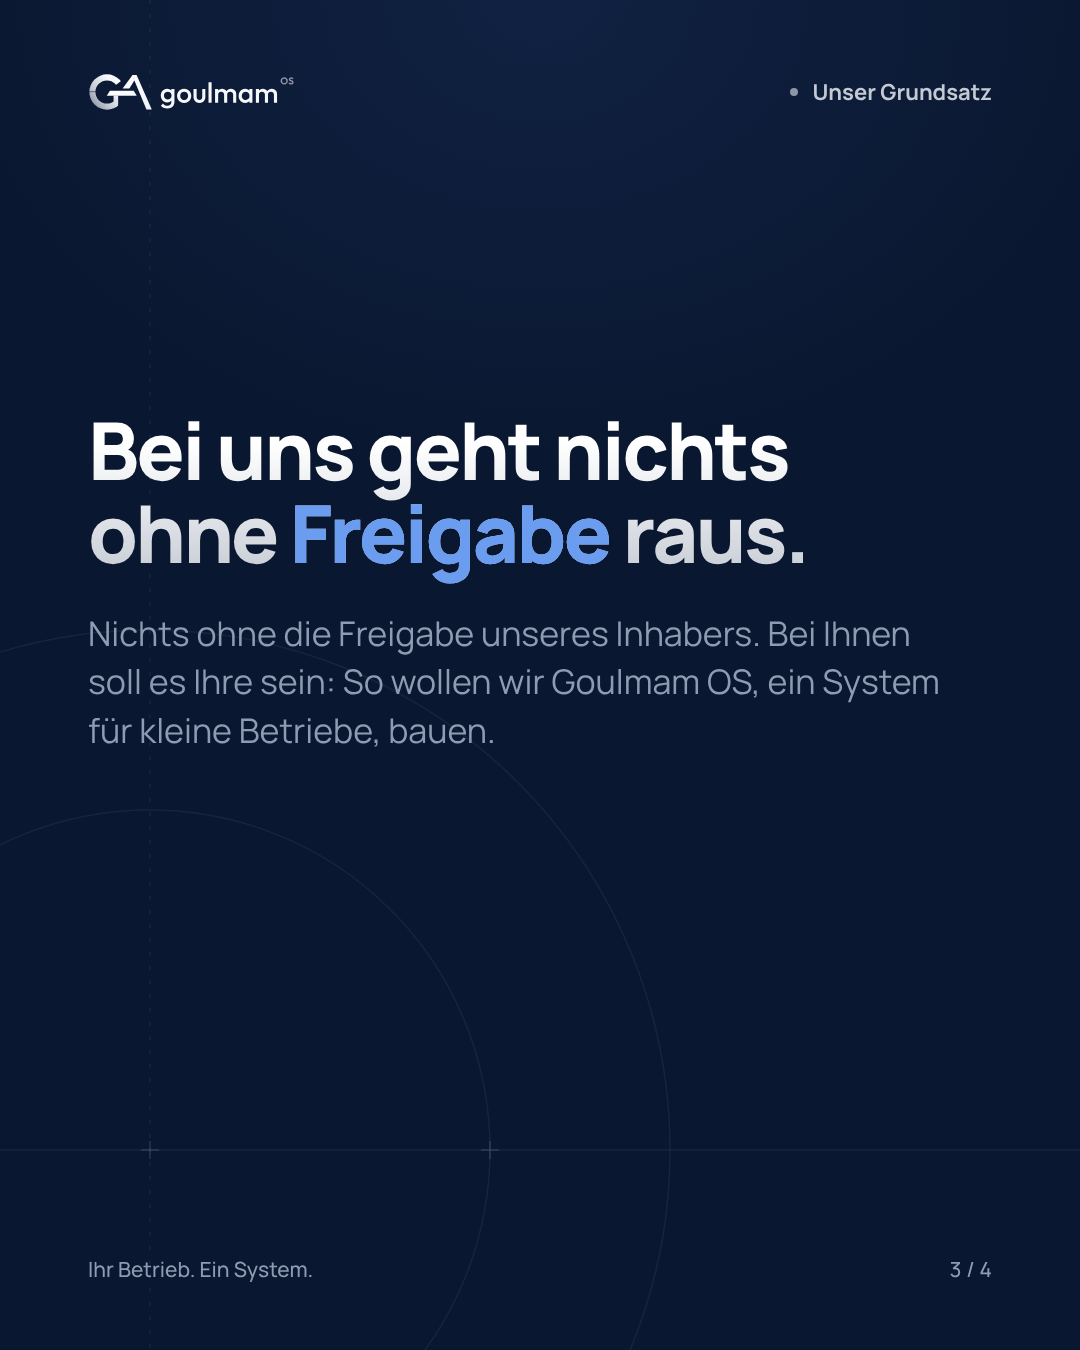 GA goulmam OS
Unser Grundsatz
Bei uns geht nichts
ohne Freigabe raus.
Nichts ohne die Freigabe unseres Inhabers. Bei Ihnen
soll es Ihre sein: So wollen wir Goulmam OS, ein System
für kleine Betriebe, bauen.
Ihr Betrieb. Ein System.
3 / 4